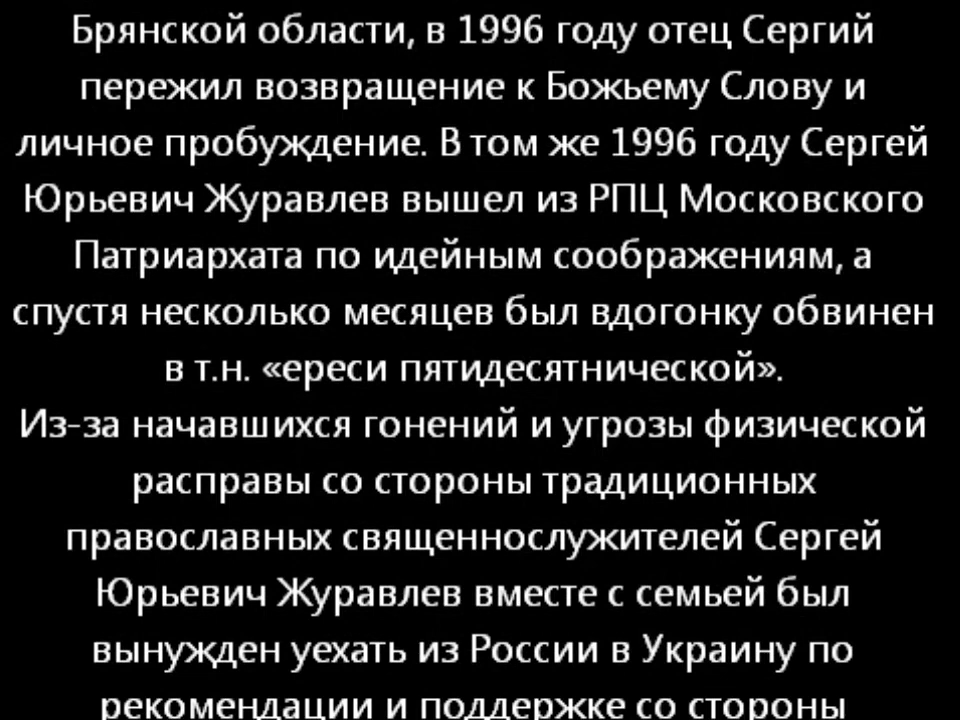 Брянской области, в 1996 году отец Сергий
пережил возвращение к Божьему Слову и
личное пробуждение. В том же 1996 году Сергей
Юрьевич Журавлев вышел из РПЦ Московского
Патриархата по идейным соображениям, а
спустя несколько месяцев был вдогонку обвинен
в т.н. «ереси пятидесятнической».
Из-за начавшихся гонений и угрозы физической
расправы со стороны традиционных
православных священнослужителей Сергей
Юрьевич Журавлев вместе с семьей был
вынужден уехать из России в Украину по
рекомендации и поддержке со стороны